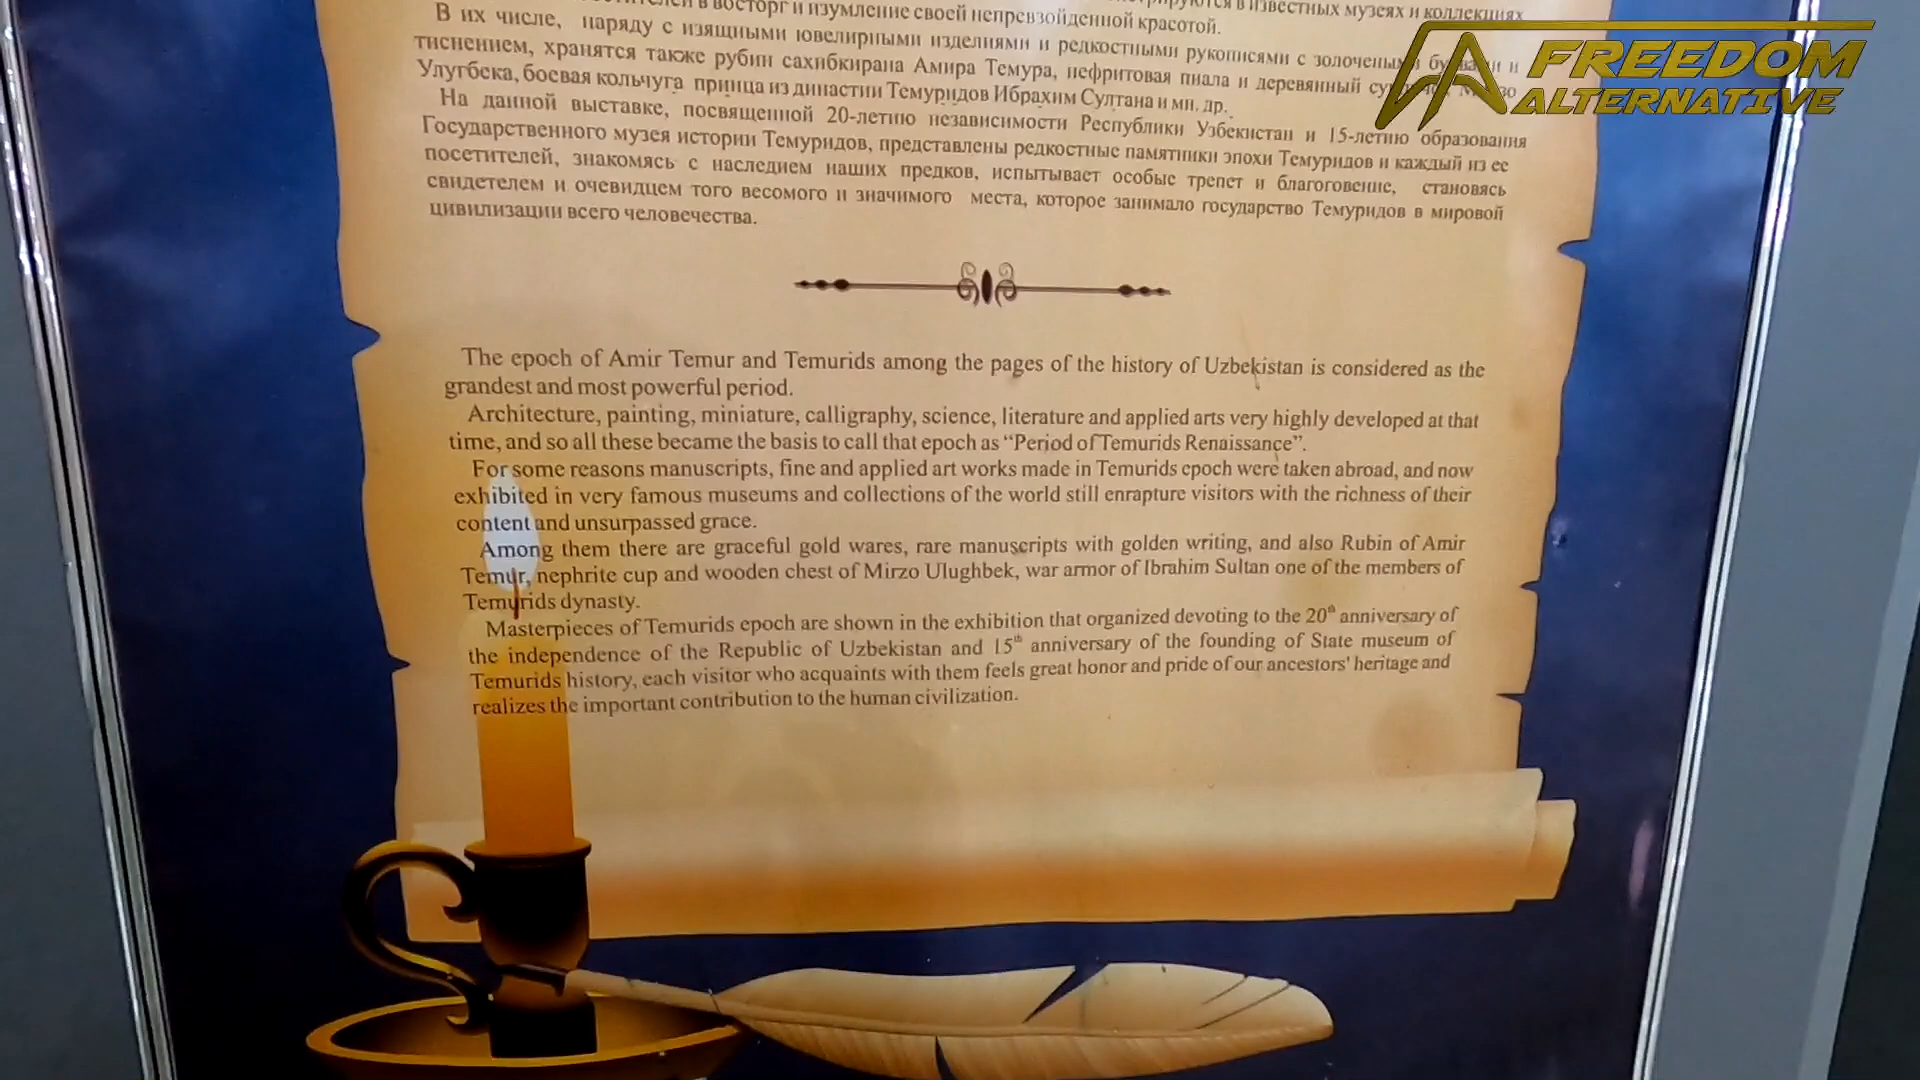 в восторг и изумление своей непревзойденной красотой.
в известных музеях и коллекциях
В их числе, наряду с изящными ювелирными изделиями и редкостными рукописями с золочеными и
тиснением, хранятся также рубин сахибкирана Амира Темура, нефритовая пиала и деревянный
Улугбека, боевая кольчуга принца из династии Темуридов Ибрахим Султана и мн. др.
На данной выставке, посвященной 20-летию независимости Республики Узбекистан и 15-летию образования
Государственного музея истории Темуридов, представлены редкостные памятники эпохи Темуридов и каждый из ее
посетителей, знакомясь с наследием наших предков, испытывает особые трепет и благоговение, становясь
свидетелем и очевидцем того весомого и значимого места, которое занимало государство Темуридов в мировой
цивилизации всего человечества.
The epoch of Amir Temur and Temurids among the pages of the history of Uzbekistan is considered as the
grandest and most powerful period.
Architecture, painting, miniature, calligraphy, science, literature and applied arts very highly developed at that
time, and so all these became the basis to call that epoch as “Period of Temurids Renaissance”.
For some reasons manuscripts, fine and applied art works made in Temurids epoch were taken abroad, and now
exhibited in very famous museums and collections of the world still enrapture visitors with the richness of their
content and unsurpassed grace.
Among them there are graceful gold wares, rare manuscripts with golden writing, and also Rubin of Amir
Temur, nephrite cup and wooden chest of Mirzo Ulughbek, war armor of Ibrahim Sultan one of the members of
Temurids dynasty.
Masterpieces of Temurids epoch are shown in the exhibition that organized devoting to the 20th anniversary of
the independence of the Republic of Uzbekistan and 15th anniversary of the founding of State museum of
Temurids history, each visitor who acquaints with them feels great honor and pride of our ancestors' heritage and
realizes the important contribution to the human civilization.
FREEDOM
ALTERNATIVE